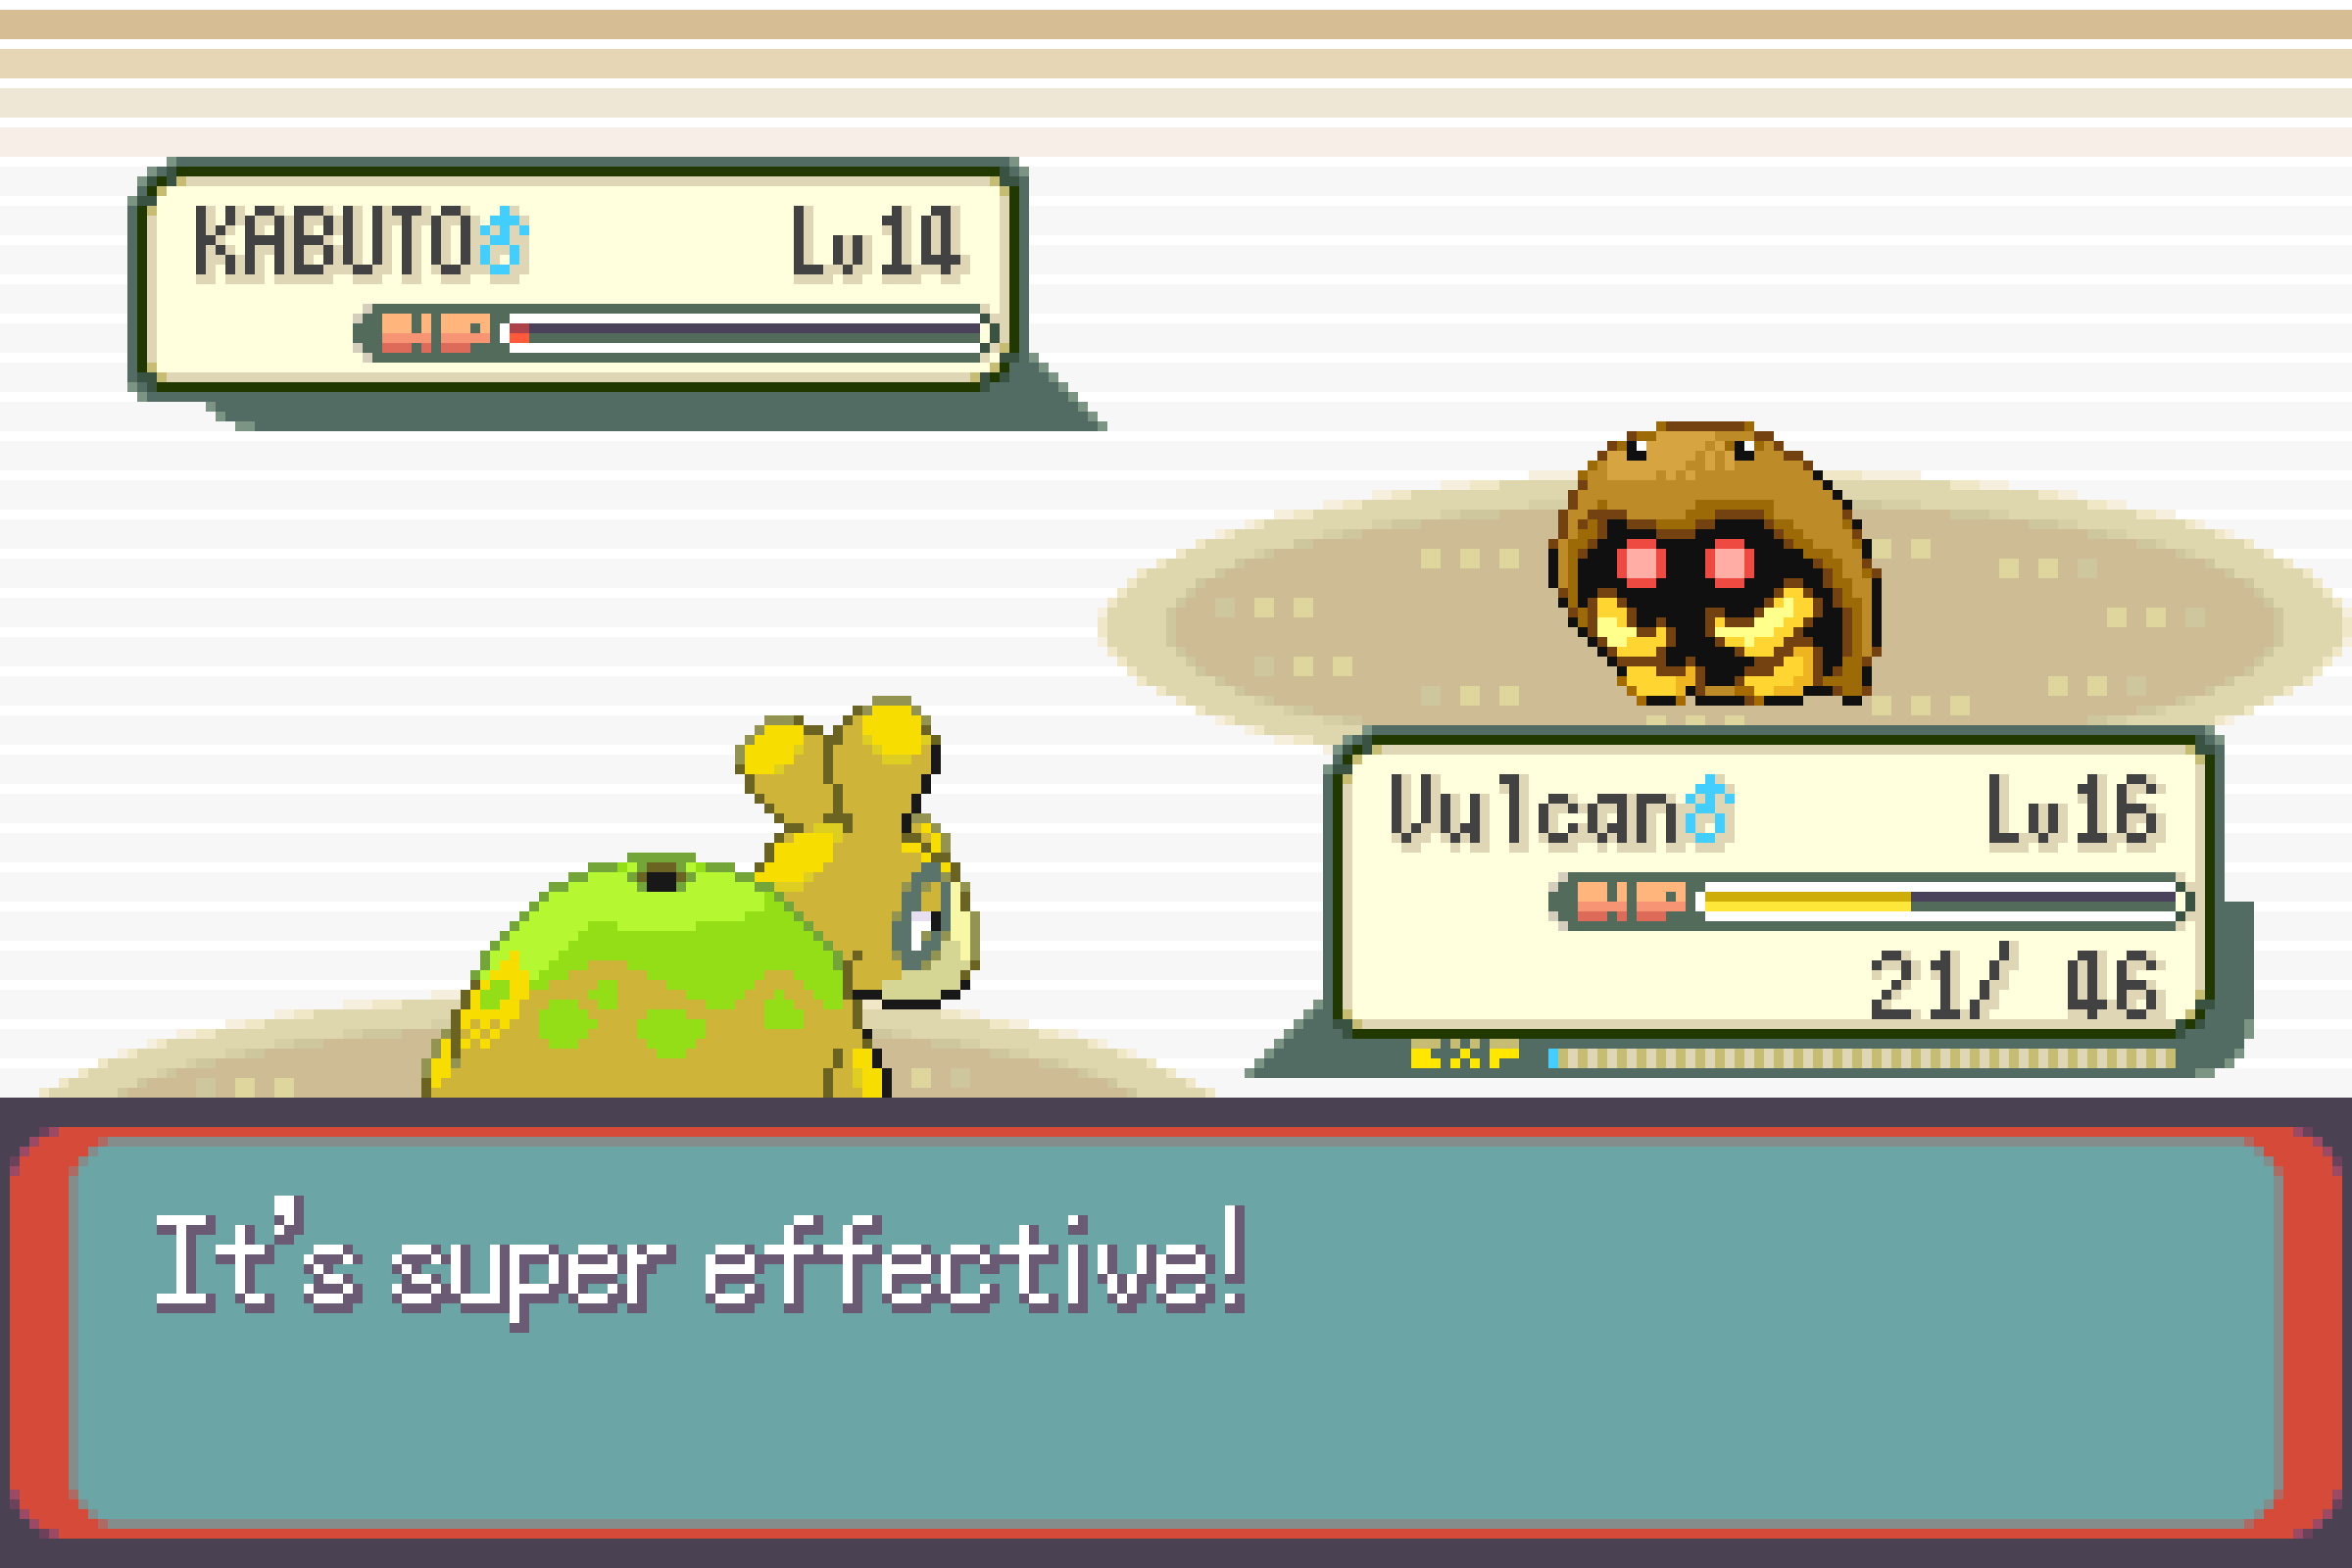 KABUTO♂ Lv14
HP
Vulcan♂ Lv16
HP
21/ 46
EXP
It's super effective!